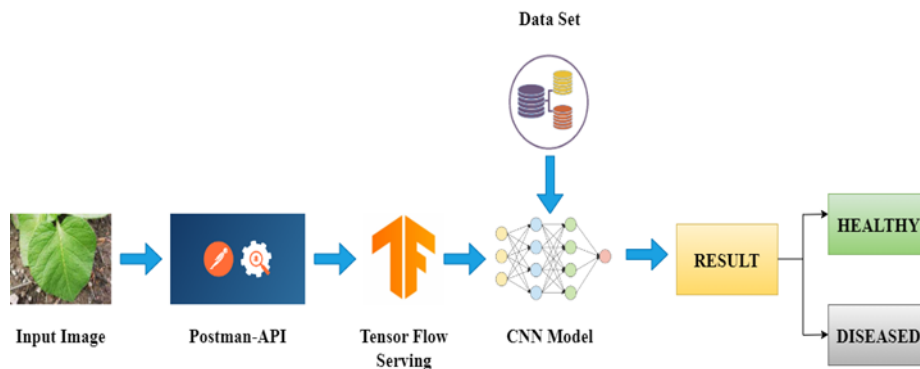 Data Set
Input Image
Postman-API
Tensor Flow
Serving
CNN Model
RESULT
HEALTHY
DISEASED